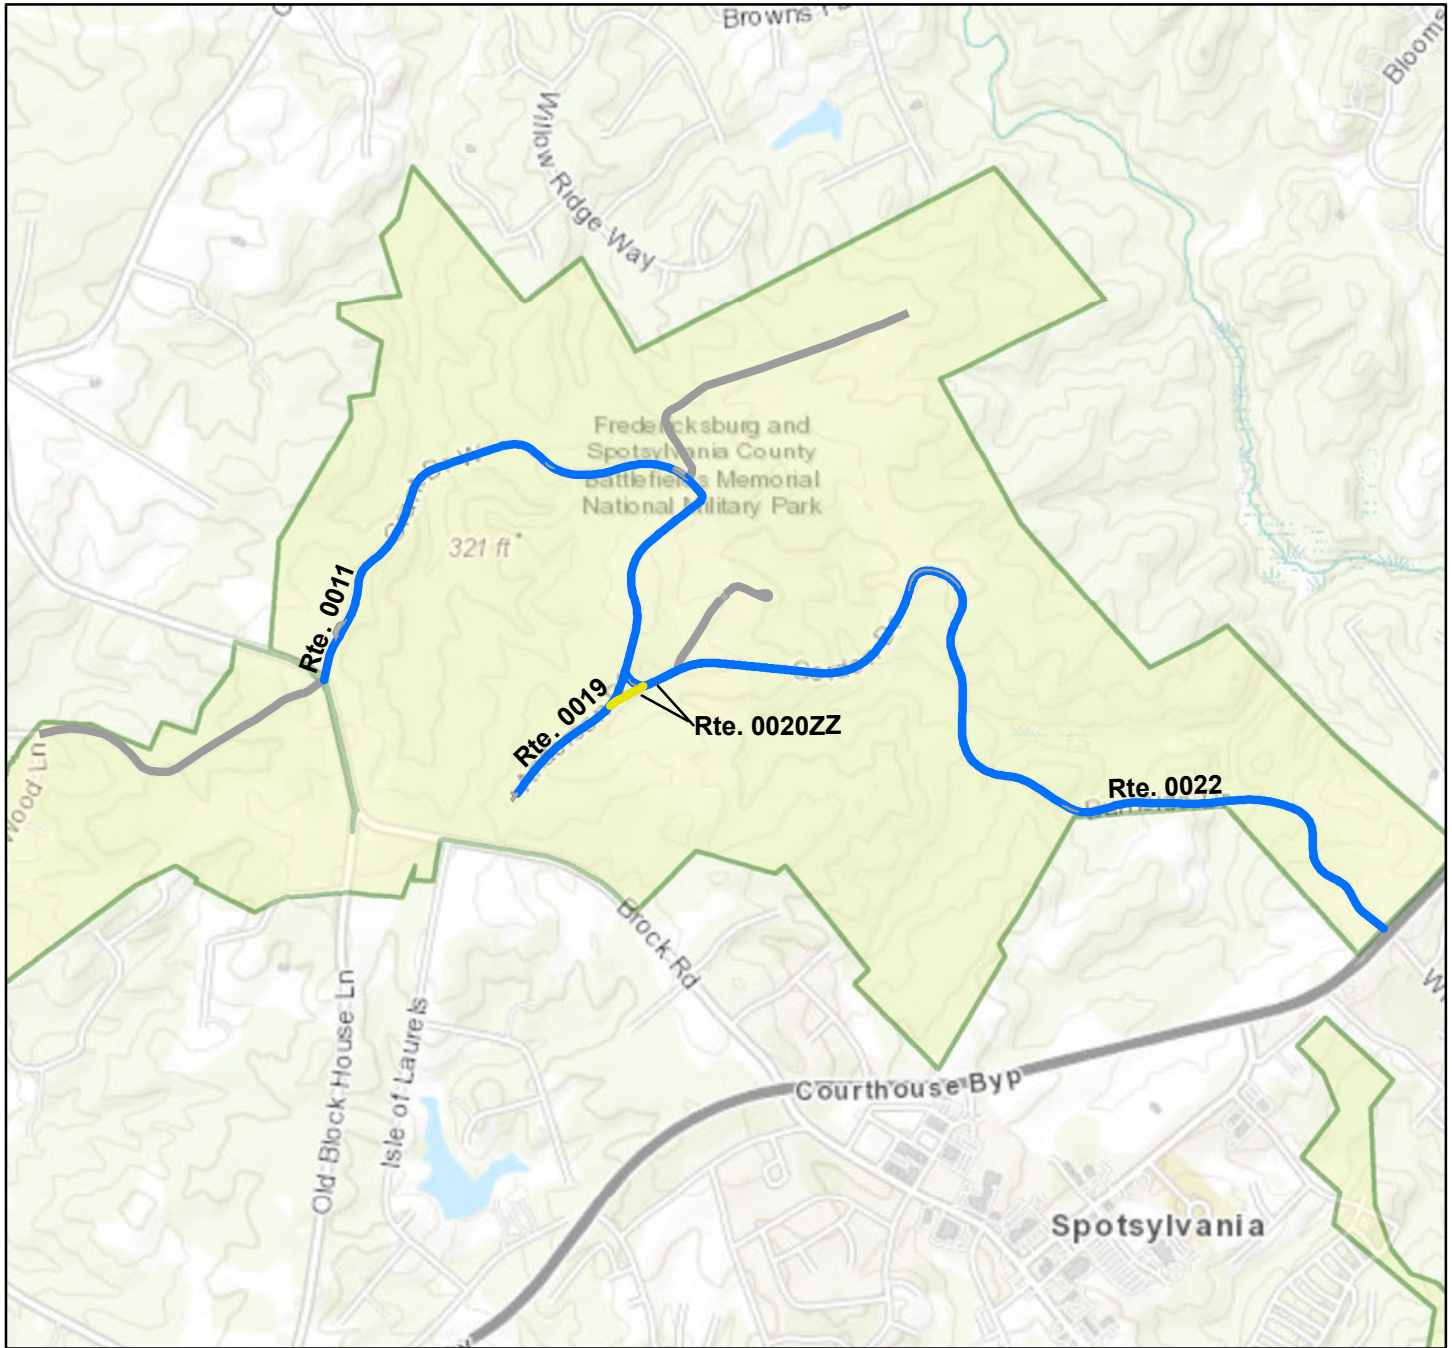 Browns
Blooms
Willow Ridge Way
Fredericksburg and
Spotsylvania County
Battlefields Memorial
National Military Park
321 ft
Rte. 0011
Rte. 0019
Rte. 0020ZZ
Rte. 0022
Wood Ln
Brock Rd
Old Block House Ln
Isle of Laurels
Courthouse Byp
Spotsylvania